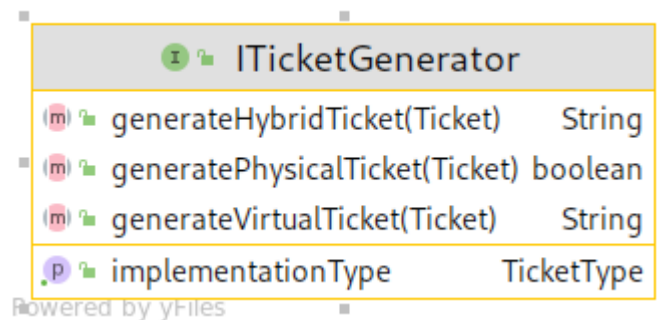 I ITicketGenerator
m generateHybridTicket(Ticket) String
m generatePhysicalTicket(Ticket) boolean
m generateVirtualTicket(Ticket) String
p implementationType TicketType
Powered by yFiles